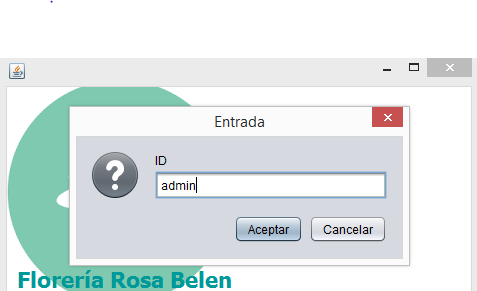 Entrada
ID
admin
Aceptar
Cancelar
Florería Rosa Belen